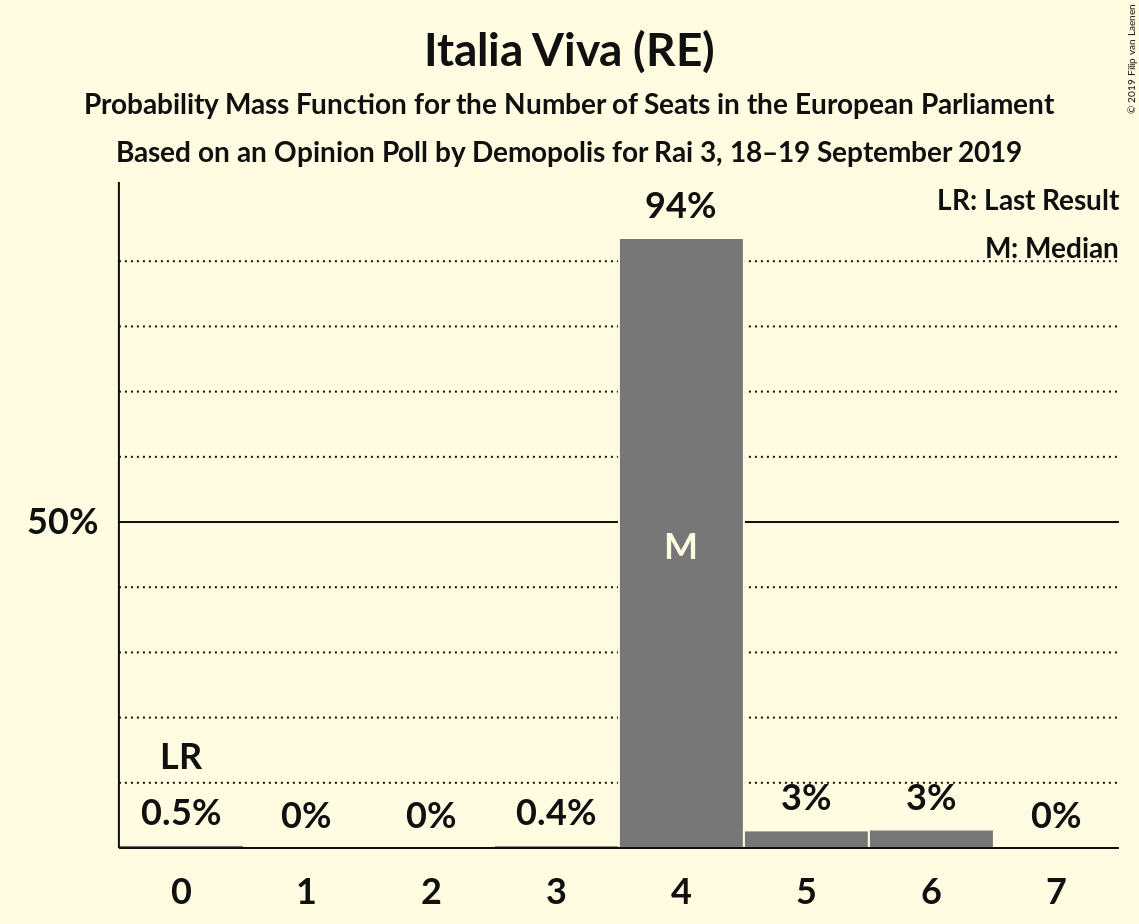 Italia Viva (RE)
Probability Mass Function for the Number of Seats in the European Parliament
Based on an Opinion Poll by Demopolis for Rai 3, 18–19 September 2019
© 2019 Filip van Laenen
LR: Last Result
M: Median
94%
50%
M
LR
0.5%
0%
0%
0.4%
3%
3%
0%
0 1 2 3 4 5 6 7